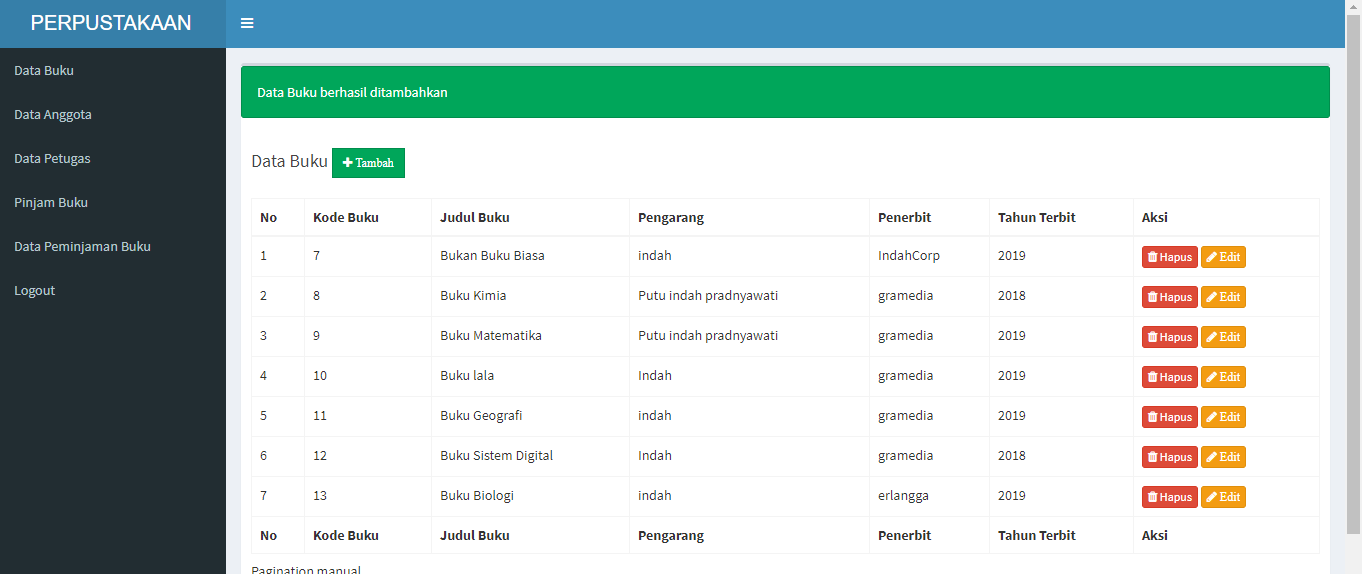 PERPUSTAKAAN
Data Buku
Data Anggota
Data Petugas
Pinjam Buku
Data Peminjaman Buku
Logout
Data Buku berhasil ditambahkan
Data Buku Tambah
No Kode Buku Judul Buku Pengarang Penerbit Tahun Terbit Aksi
1 7 Bukan Buku Biasa indah IndahCorp 2019 Hapus Edit
2 8 Buku Kimia Putu indah pradnyawati gramedia 2018 Hapus Edit
3 9 Buku Matematika Putu indah pradnyawati gramedia 2019 Hapus Edit
4 10 Buku lala Indah gramedia 2019 Hapus Edit
5 11 Buku Geografi indah gramedia 2019 Hapus Edit
6 12 Buku Sistem Digital Indah gramedia 2018 Hapus Edit
7 13 Buku Biologi indah erlangga 2019 Hapus Edit
No Kode Buku Judul Buku Pengarang Penerbit Tahun Terbit Aksi
Pagination manual